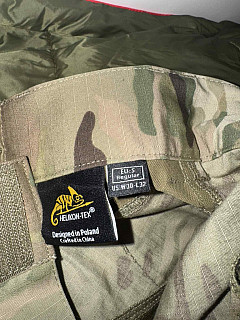 HELIKON-TEX®
Designed in Poland
Crafted in China
EU: S
Regular
US: W30-L32